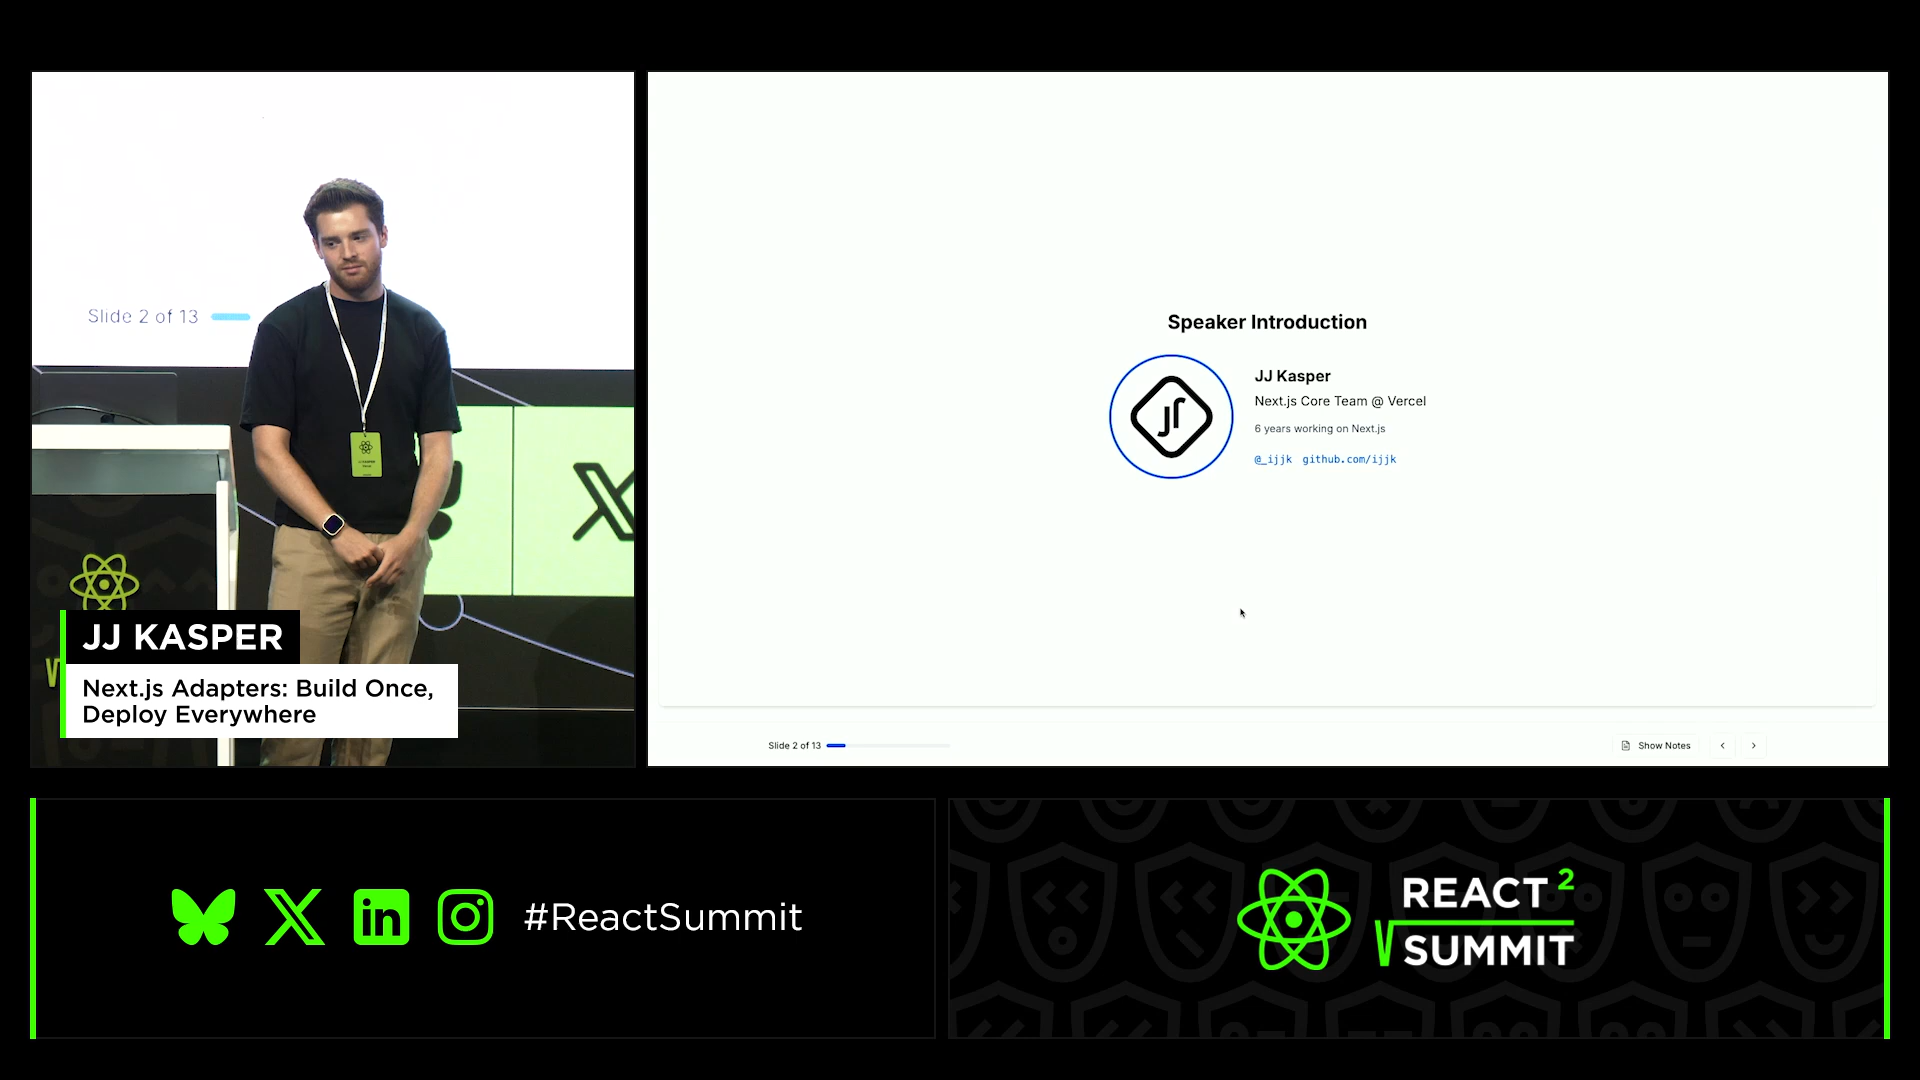 Slide 2 of 13
JJ KASPER
Next.js Adapters: Build Once,
Deploy Everywhere
Speaker Introduction
JJ Kasper
Next.js Core Team @ Vercel
6 years working on Next.js
@_ijjk github.com/ijjk
Slide 2 of 13
Show Notes
#ReactSummit
REACT 2
SUMMIT